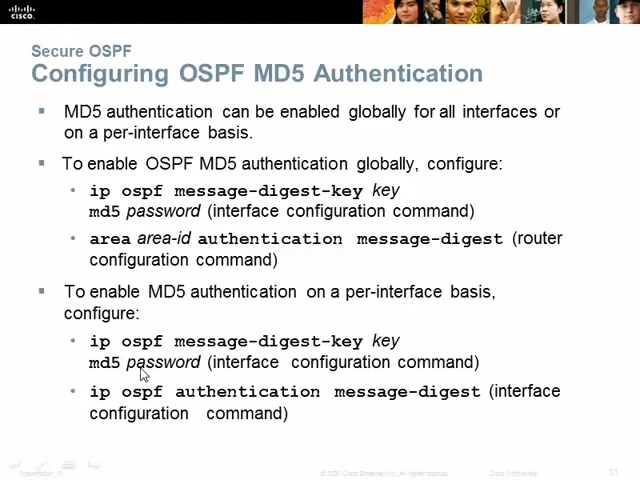 CISCO
Secure OSPF
Configuring OSPF MD5 Authentication
MD5 authentication can be enabled globally for all interfaces or
on a per-interface basis.
To enable OSPF MD5 authentication globally, configure:
ip ospf message-digest-key key
md5 password (interface configuration command)
area area-id authentication message-digest (router
configuration command)
To enable MD5 authentication on a per-interface basis,
configure:
ip ospf message-digest-key key
md5 password (interface configuration command)
ip ospf authentication message-digest (interface
configuration command)
Presentation_ID
Cisco Confidential